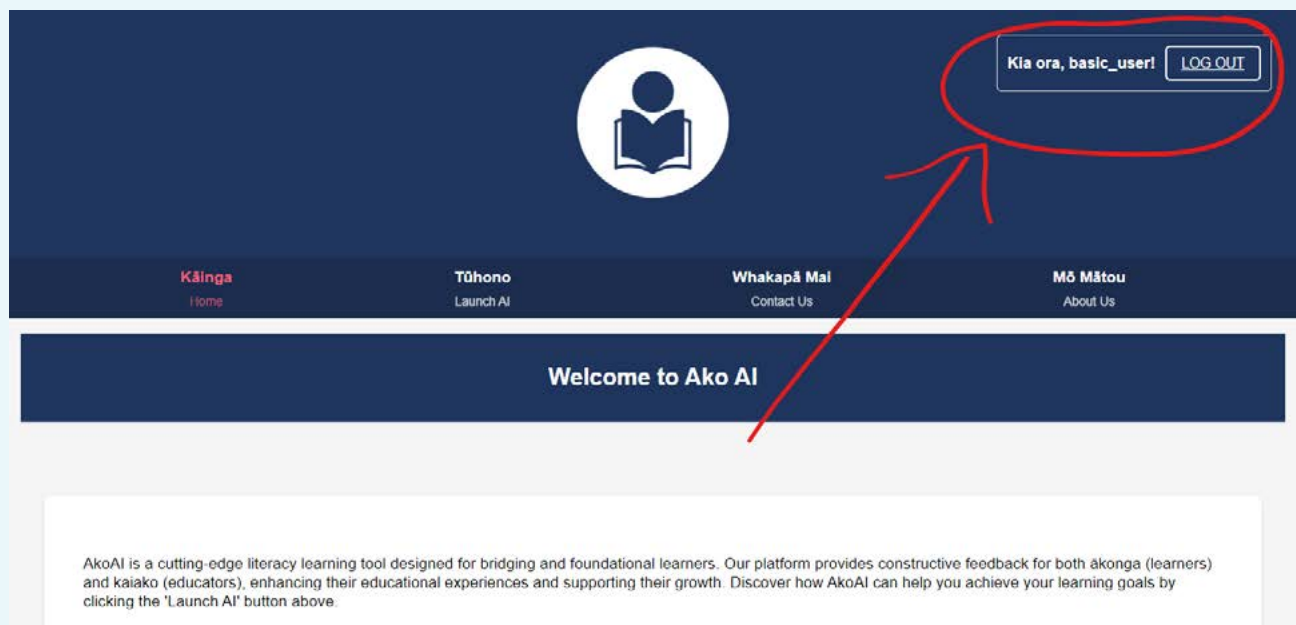 Kia ora, basic_user! LOG OUT
Kāinga Tūhono Whakapā Mai Mō Mātou
Home Launch AI Contact Us About Us
Welcome to Ako AI
AkoAI is a cutting-edge literacy learning tool designed for bridging and foundational learners. Our platform provides constructive feedback for both ākonga (learners)
and kaiako (educators), enhancing their educational experiences and supporting their growth. Discover how AkoAI can help you achieve your learning goals by
clicking the 'Launch AI' button above.